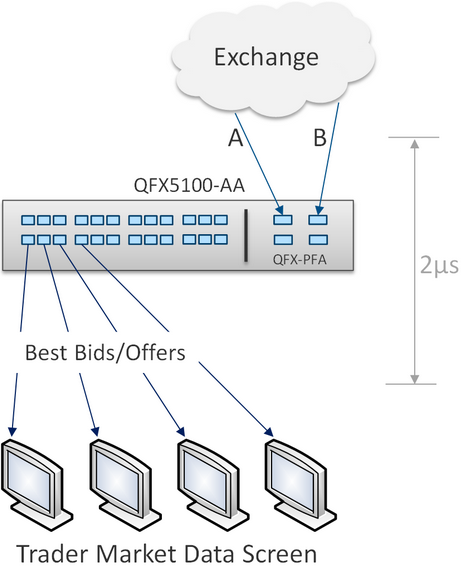 Exchange
A
B
QFX5100-AA
QFX-PFA
2µs
Best Bids/Offers
Trader Market Data Screen